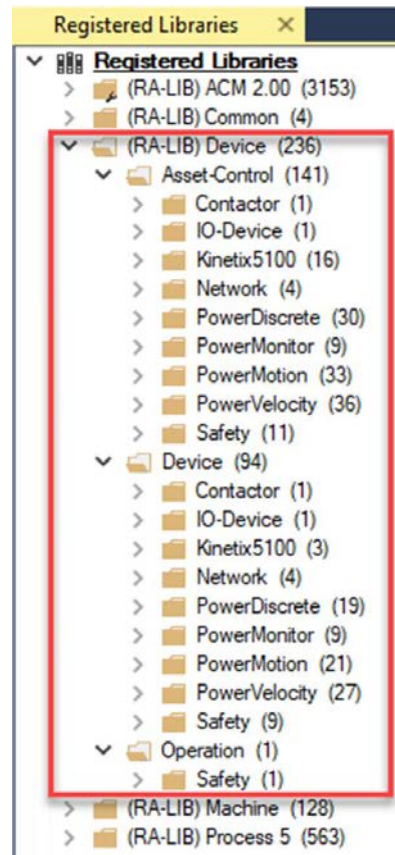 Registered Libraries
Registered Libraries
(RA-LIB) ACM 2.00 (3153)
(RA-LIB) Common (4)
(RA-LIB) Device (236)
Asset-Control (141)
Contactor (1)
IO-Device (1)
Kinetix5100 (16)
Network (4)
PowerDiscrete (30)
PowerMonitor (9)
PowerMotion (33)
PowerVelocity (36)
Safety (11)
Device (94)
Contactor (1)
IO-Device (1)
Kinetix5100 (3)
Network (4)
PowerDiscrete (19)
PowerMonitor (9)
PowerMotion (21)
PowerVelocity (27)
Safety (9)
Operation (1)
Safety (1)
(RA-LIB) Machine (128)
(RA-LIB) Process 5 (563)